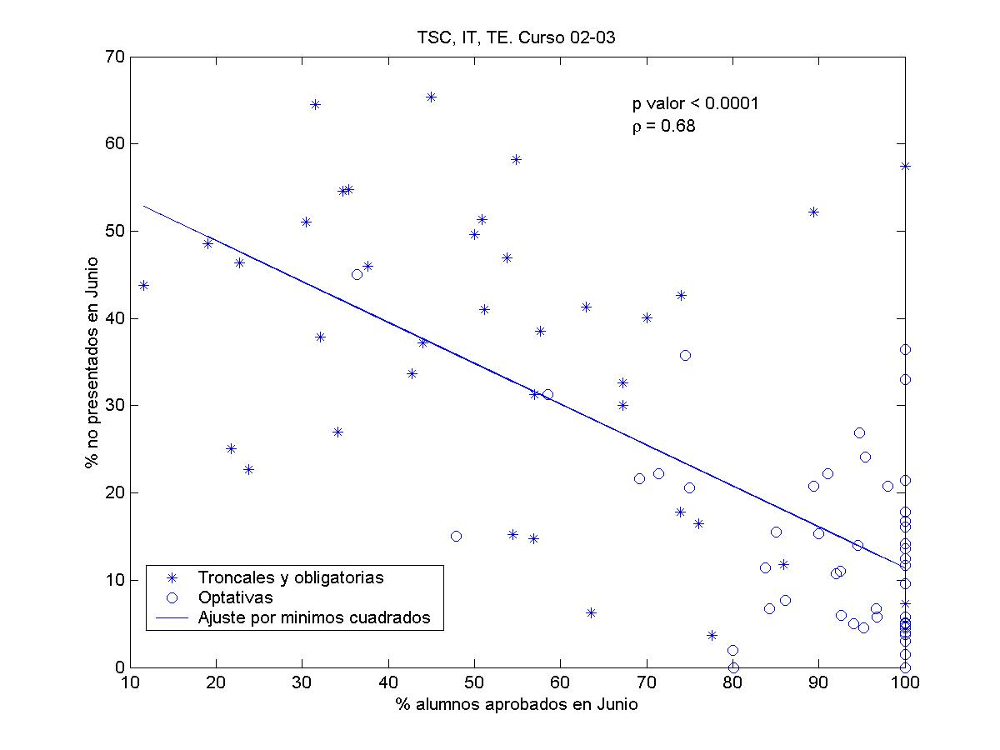 TSC, IT, TE. Curso 02-03
p valor < 0.0001
ρ = 0.68
70
60
50
40
30
20
10
0
% no presentados en Junio
Troncales y obligatorias
Optativas
Ajuste por minimos cuadrados
10 20 30 40 50 60 70 80 90 100
% alumnos aprobados en Junio